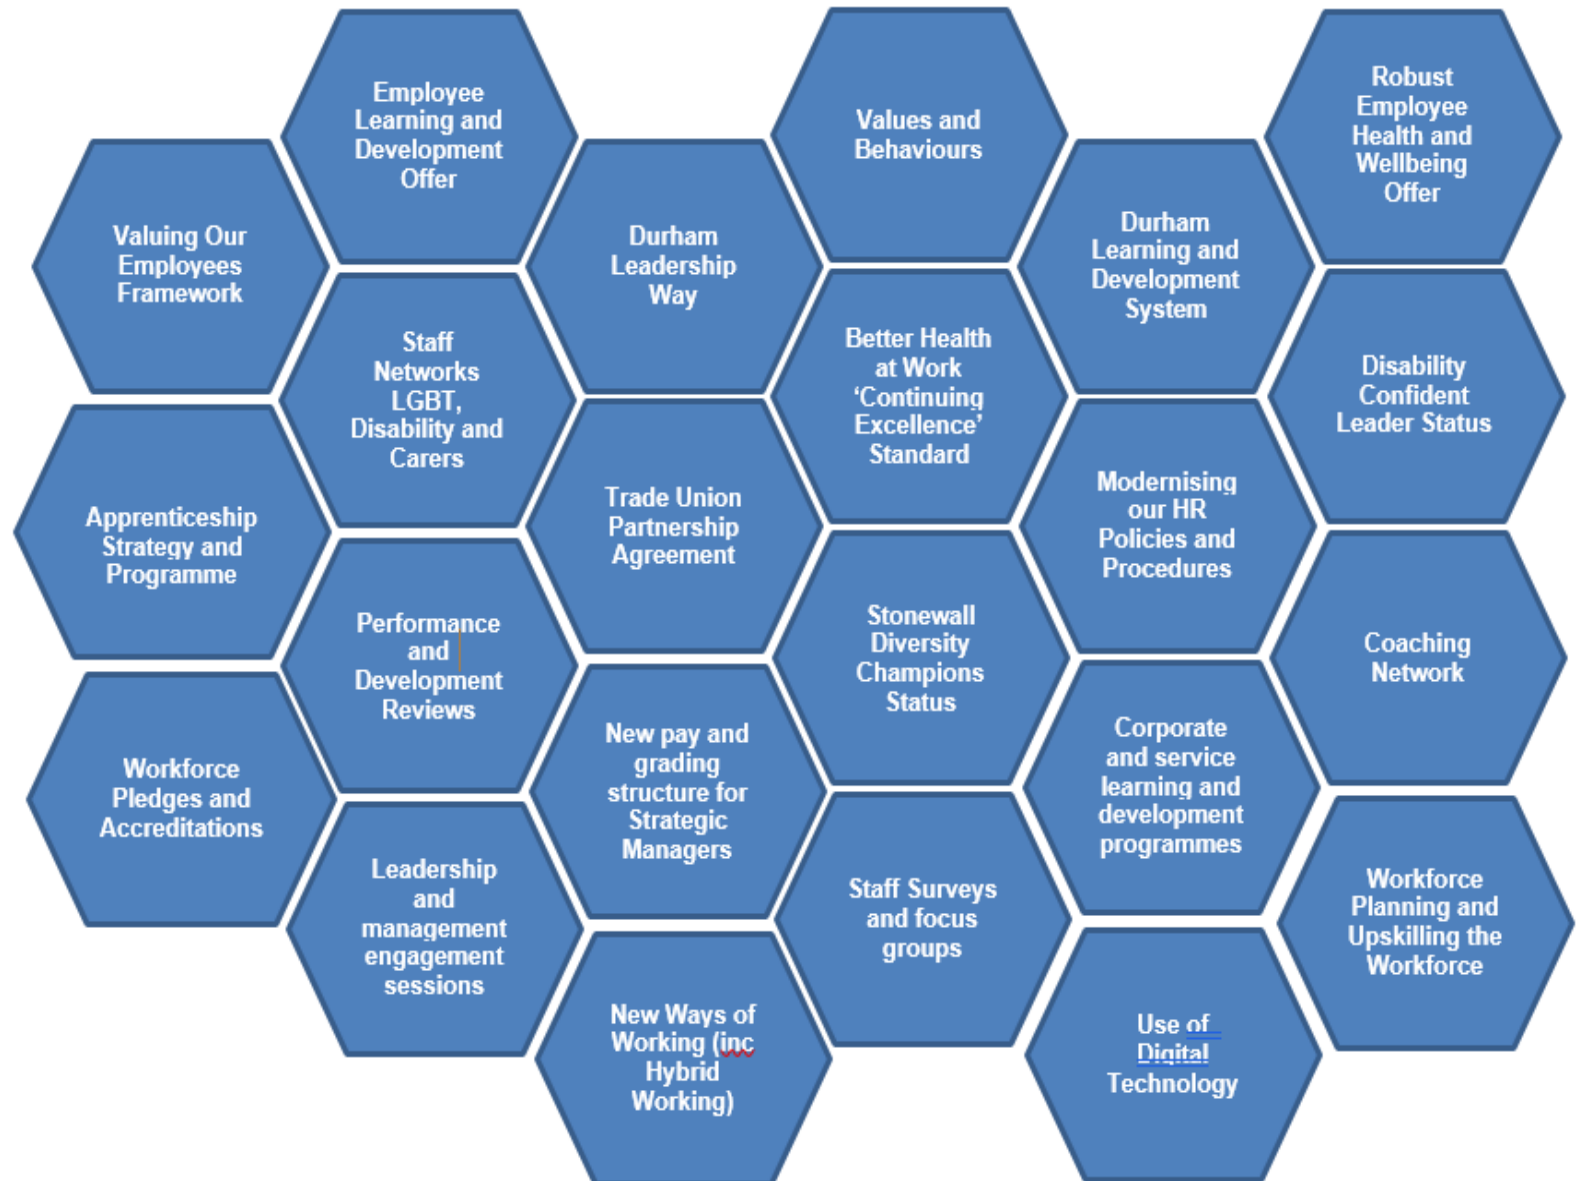 Employee
Learning and
Development
Offer
Values and
Behaviours
Robust
Employee
Health and
Wellbeing
Offer
Valuing Our
Employees
Framework
Durham
Leadership
Way
Durham
Learning and
Development
System
Staff
Networks
LGBT,
Disability and
Carers
Better Health
at Work
‘Continuing
Excellence’
Standard
Disability
Confident
Leader Status
Apprenticeship
Strategy and
Programme
Trade Union
Partnership
Agreement
Modernising
our HR
Policies and
Procedures
Performance
and
Development
Reviews
Stonewall
Diversity
Champions
Status
Coaching
Network
Workforce
Pledges and
Accreditations
New pay and
grading
structure for
Strategic
Managers
Corporate
and service
learning and
development
programmes
Leadership
and
management
engagement
sessions
Staff Surveys
and focus
groups
Workforce
Planning and
Upskilling the
Workforce
New Ways of
Working (inc
Hybrid
Working)
Use of
Digital
Technology